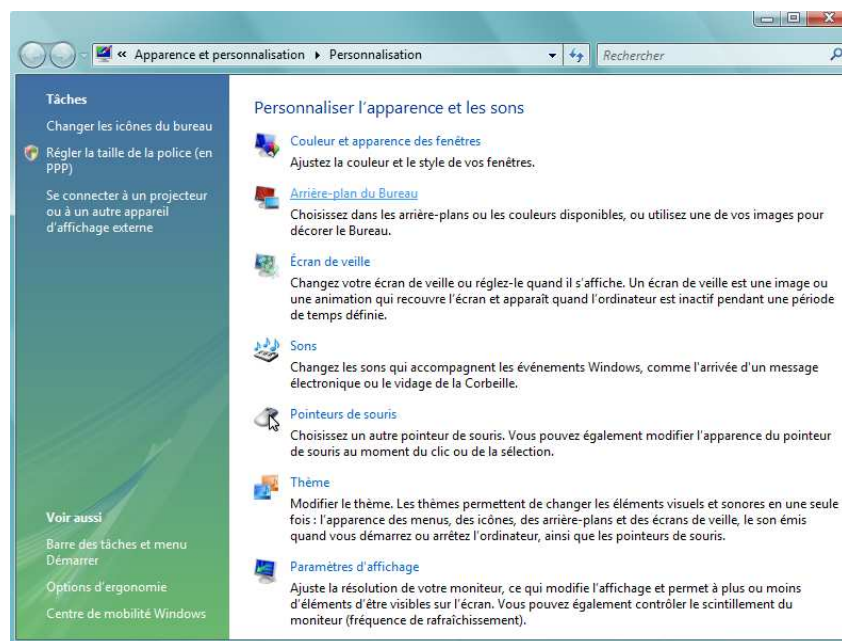 « Apparence et personnalisation ▸ Personnalisation
Rechercher
Tâches
Changer les icônes du bureau
Régler la taille de la police (en
PPP)
Se connecter à un projecteur
ou à un autre appareil
d'affichage externe
Voir aussi
Barre des tâches et menu
Démarrer
Options d'ergonomie
Centre de mobilité Windows
Personnaliser l'apparence et les sons
Couleur et apparence des fenêtres
Ajustez la couleur et le style de vos fenêtres.
Arrière-plan du Bureau
Choisissez dans les arrière-plans ou les couleurs disponibles, ou utilisez une de vos images pour
décorer le Bureau.
Écran de veille
Changez votre écran de veille ou réglez-le quand il s'affiche. Un écran de veille est une image ou
une animation qui recouvre l'écran et apparaît quand l'ordinateur est inactif pendant une période
de temps définie.
Sons
Changez les sons qui accompagnent les événements Windows, comme l'arrivée d'un message
électronique ou le vidage de la Corbeille.
Pointeurs de souris
Choisissez un autre pointeur de souris. Vous pouvez également modifier l'apparence du pointeur
de souris au moment du clic ou de la sélection.
Thème
Modifier le thème. Les thèmes permettent de changer les éléments visuels et sonores en une seule
fois : l'apparence des menus, des icônes, des arrière-plans et des écrans de veille, le son émis
quand vous démarrez ou arrêtez l'ordinateur, ainsi que les pointeurs de souris.
Paramètres d'affichage
Ajuste la résolution de votre moniteur, ce qui modifie l'affichage et permet à plus ou moins
d'éléments d'être visibles sur l'écran. Vous pouvez également contrôler le scintillement du
moniteur (fréquence de rafraîchissement).